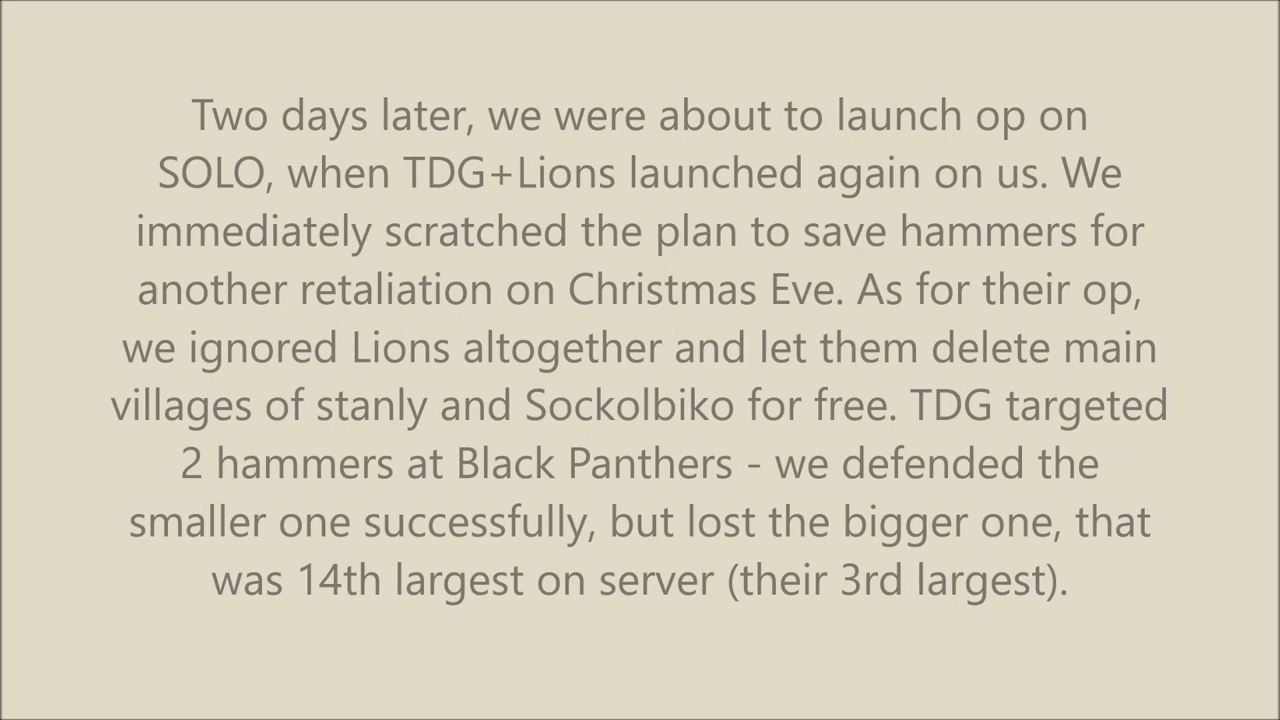 Two days later, we were about to launch op on
SOLO, when TDG+Lions launched again on us. We
immediately scratched the plan to save hammers for
another retaliation on Christmas Eve. As for their op,
we ignored Lions altogether and let them delete main
villages of stanly and Sockolbiko for free. TDG targeted
2 hammers at Black Panthers - we defended the
smaller one successfully, but lost the bigger one, that
was 14th largest on server (their 3rd largest).